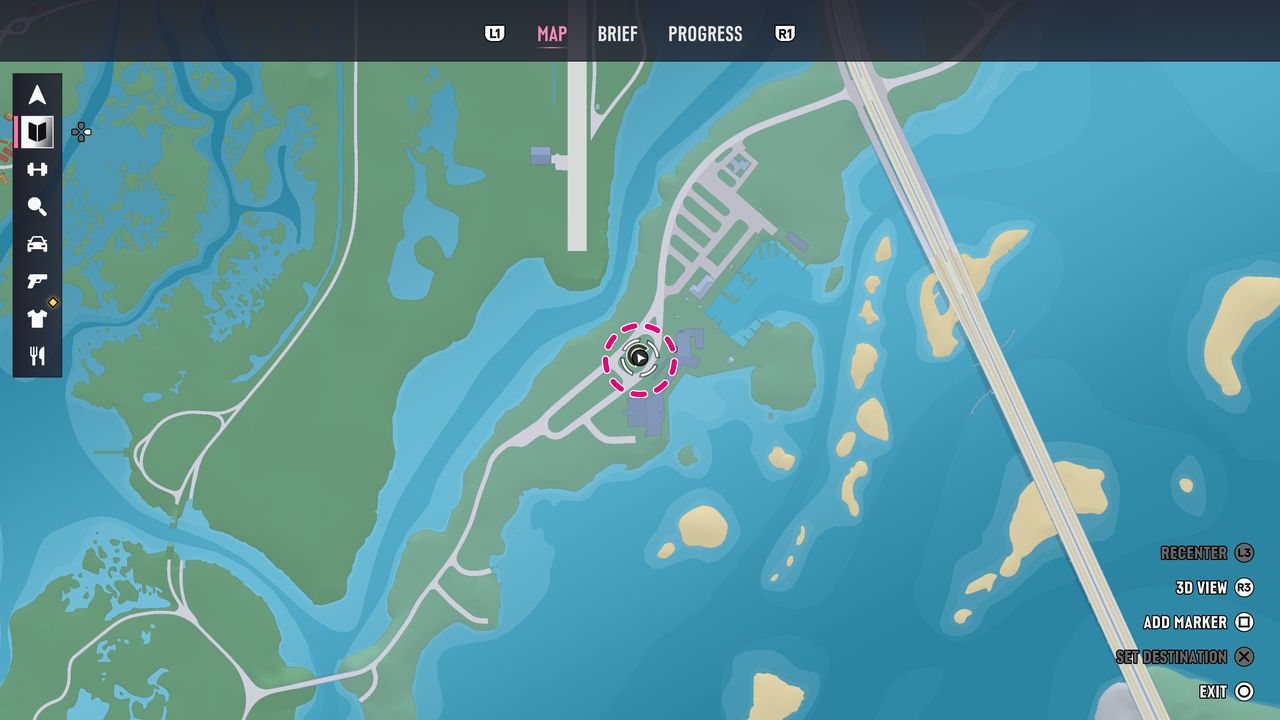 L1 MAP BRIEF PROGRESS R1
RECENTER L3
3D VIEW R3
ADD MARKER
SET DESTINATION
EXIT